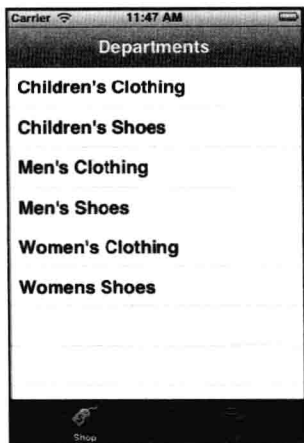 Carrier 11:47 AM
Departments
Children's Clothing
Children's Shoes
Men's Clothing
Men's Shoes
Women's Clothing
Womens Shoes
Shop